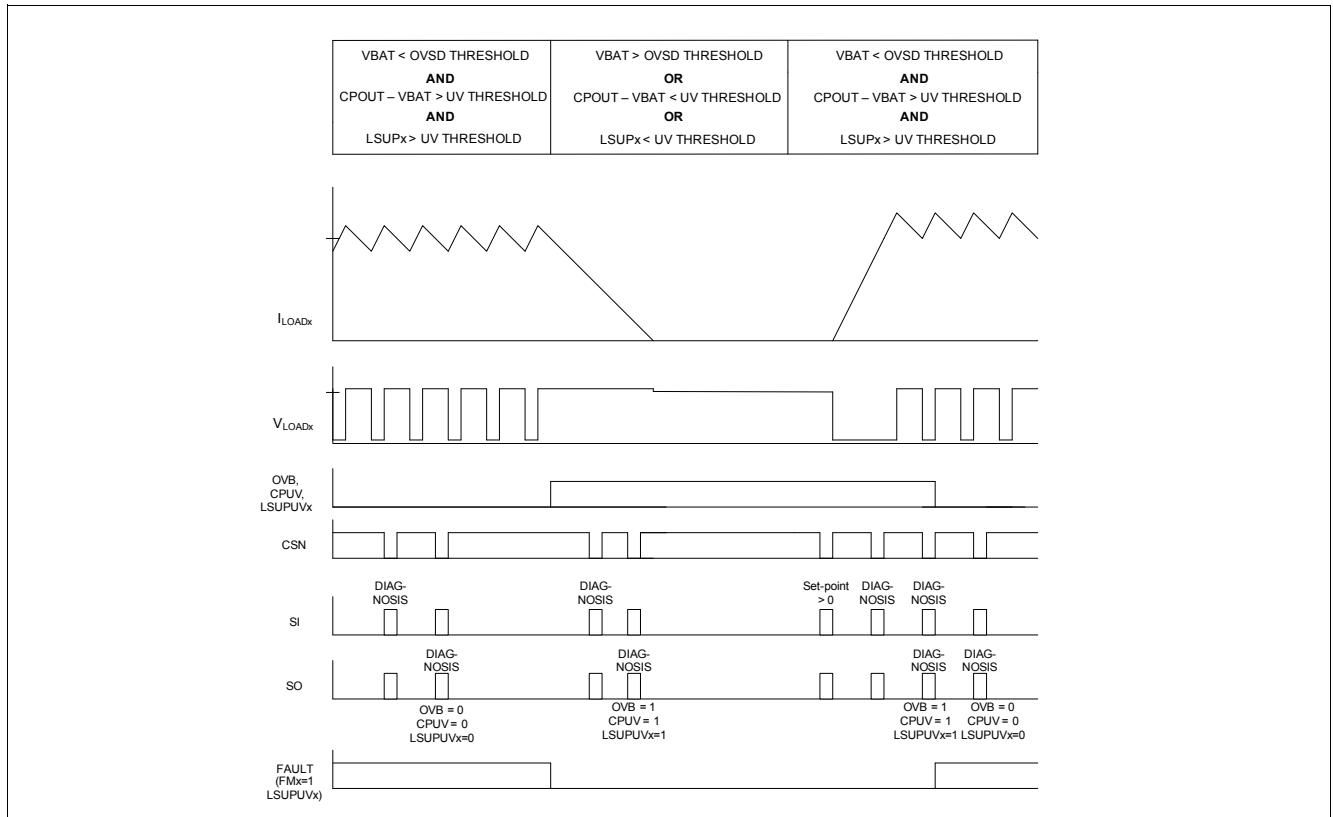 VBAT < OVSD THRESHOLD
AND
CPOUT – VBAT > UV THRESHOLD
AND
LSUPx > UV THRESHOLD
VBAT > OVSD THRESHOLD
OR
CPOUT – VBAT < UV THRESHOLD
OR
LSUPx < UV THRESHOLD
VBAT < OVSD THRESHOLD
AND
CPOUT – VBAT > UV THRESHOLD
AND
LSUPx > UV THRESHOLD
ILOADx
VLOADx
OVB,
CPUV,
LSUPUVx
CSN
DIAG-
NOSIS
DIAG-
NOSIS
Set-point
> 0
DIAG-
NOSIS
DIAG-
NOSIS
SI
DIAG-
NOSIS
DIAG-
NOSIS
DIAG-
NOSIS
DIAG-
NOSIS
SO
OVB = 0
CPUV = 0
LSUPUVx=0
OVB = 1
CPUV = 1
LSUPUVx=1
OVB = 1
CPUV = 1
LSUPUVx=1
OVB = 0
CPUV = 0
LSUPUVx=0
FAULT
(FMx=1
LSUPUVx)